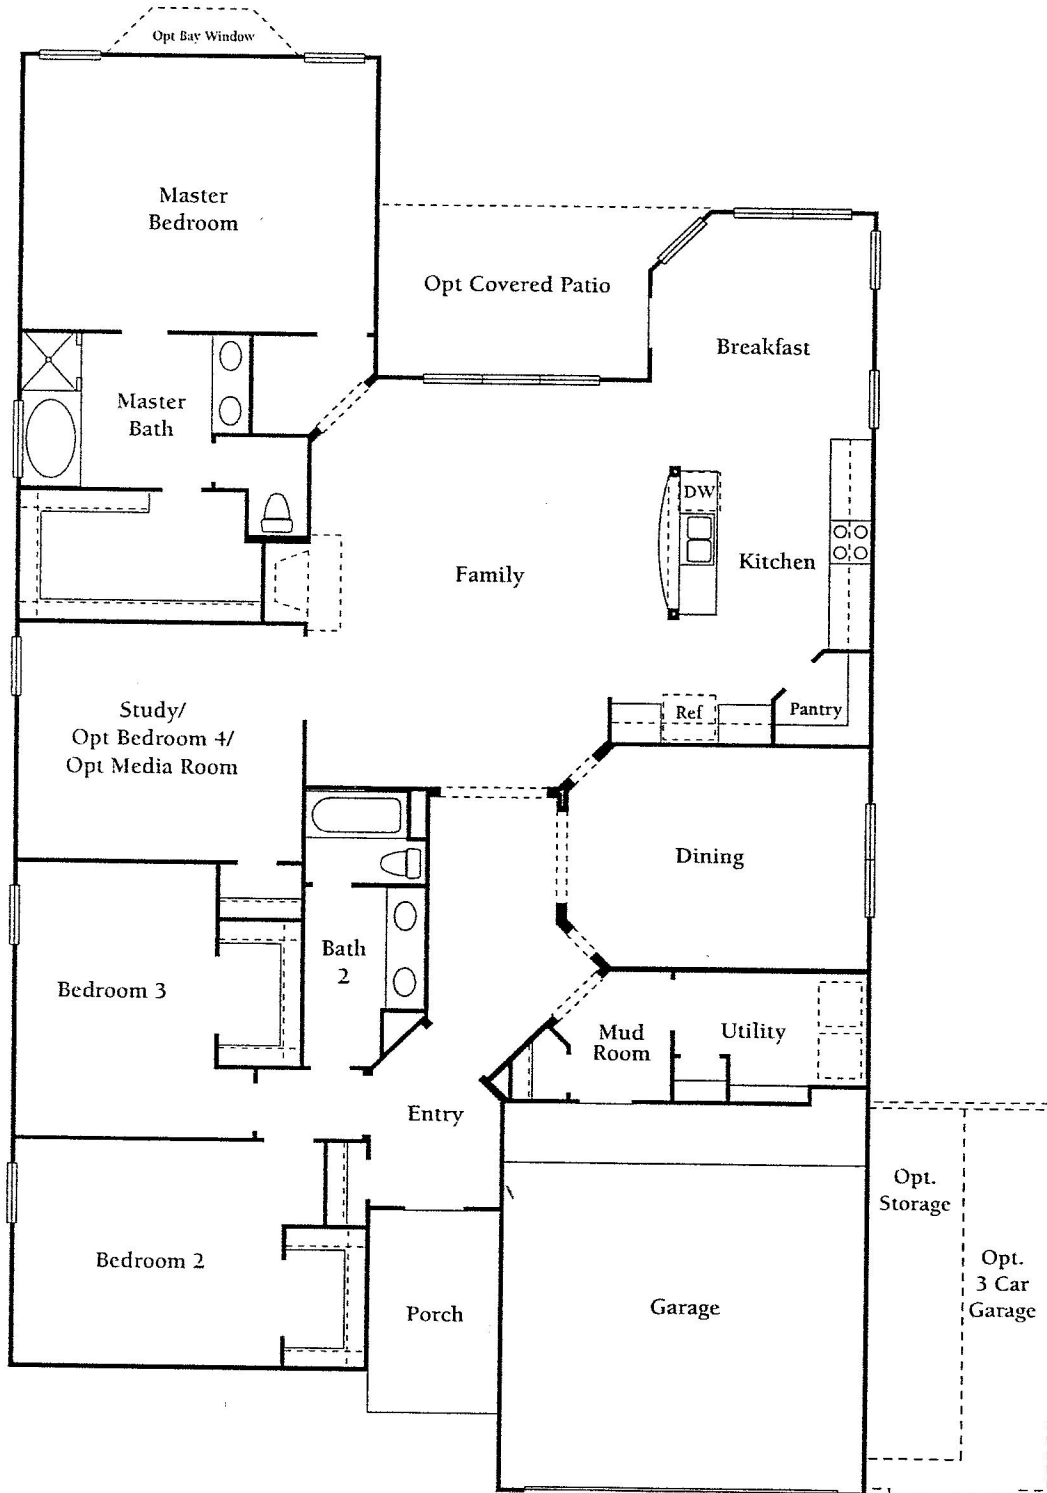 Opt Bay Window
Master
Bedroom
Opt Covered Patio
Breakfast
Master
Bath
DW
Kitchen
Family
Study/
Opt Bedroom 4/
Opt Media Room
Ref
Pantry
Dining
Bath
2
Bedroom 3
Mud
Room
Utility
Entry
Opt.
Storage
Bedroom 2
Porch
Garage
Opt.
3 Car
Garage